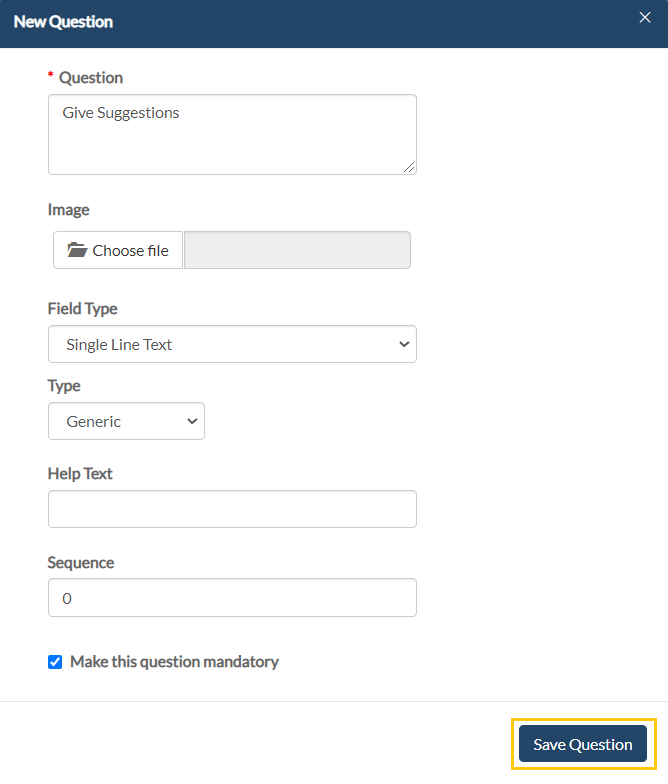 New Question
* Question
Give Suggestions
Image
Choose file
Field Type
Single Line Text
Type
Generic
Help Text
Sequence
0
Make this question mandatory
Save Question